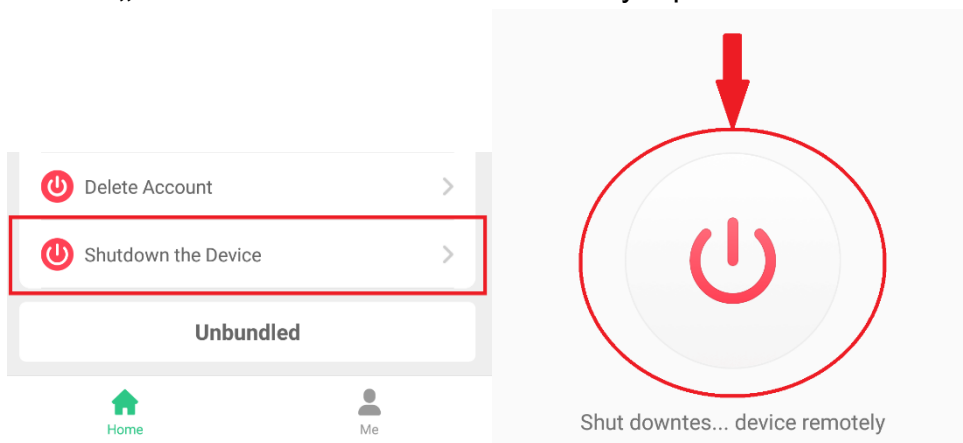 Delete Account
Shutdown the Device
Unbundled
Home
Me
Shut downtes... device remotely